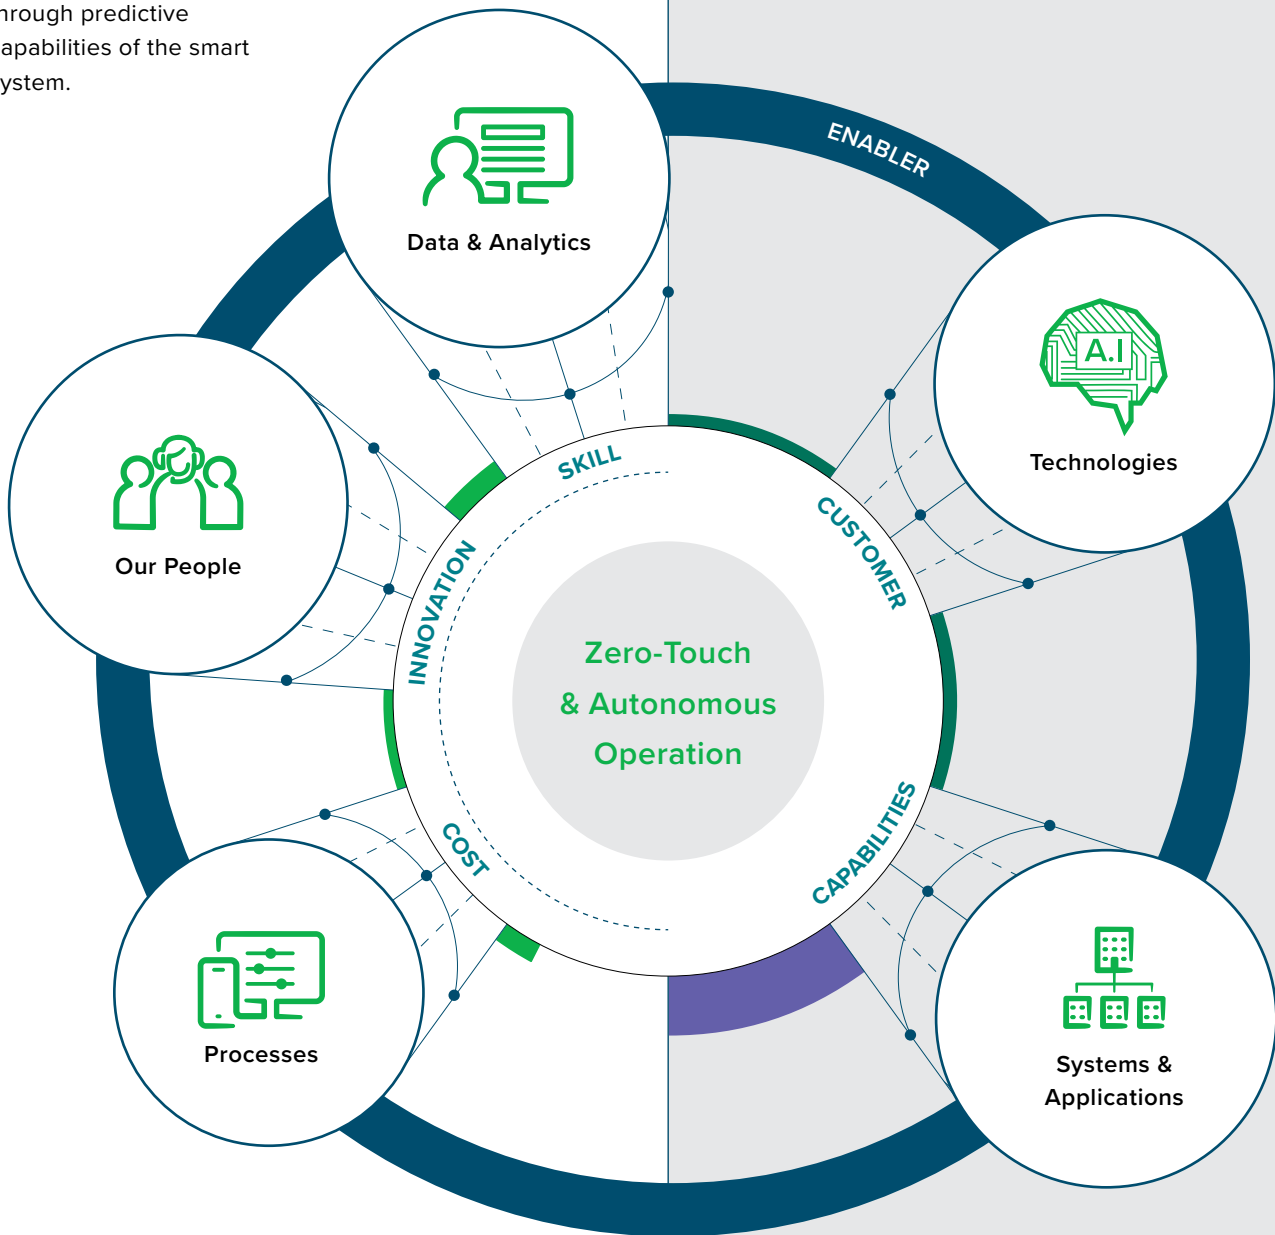 hrough predictive
apabilities of the smart
ystem.
ENABLER
Data & Analytics
A.I
Technologies
SKILL
CUSTOMER
Our People
INNOVATION
Zero-Touch
& Autonomous
Operation
COST
CAPABILITIES
Processes
Systems &
Applications